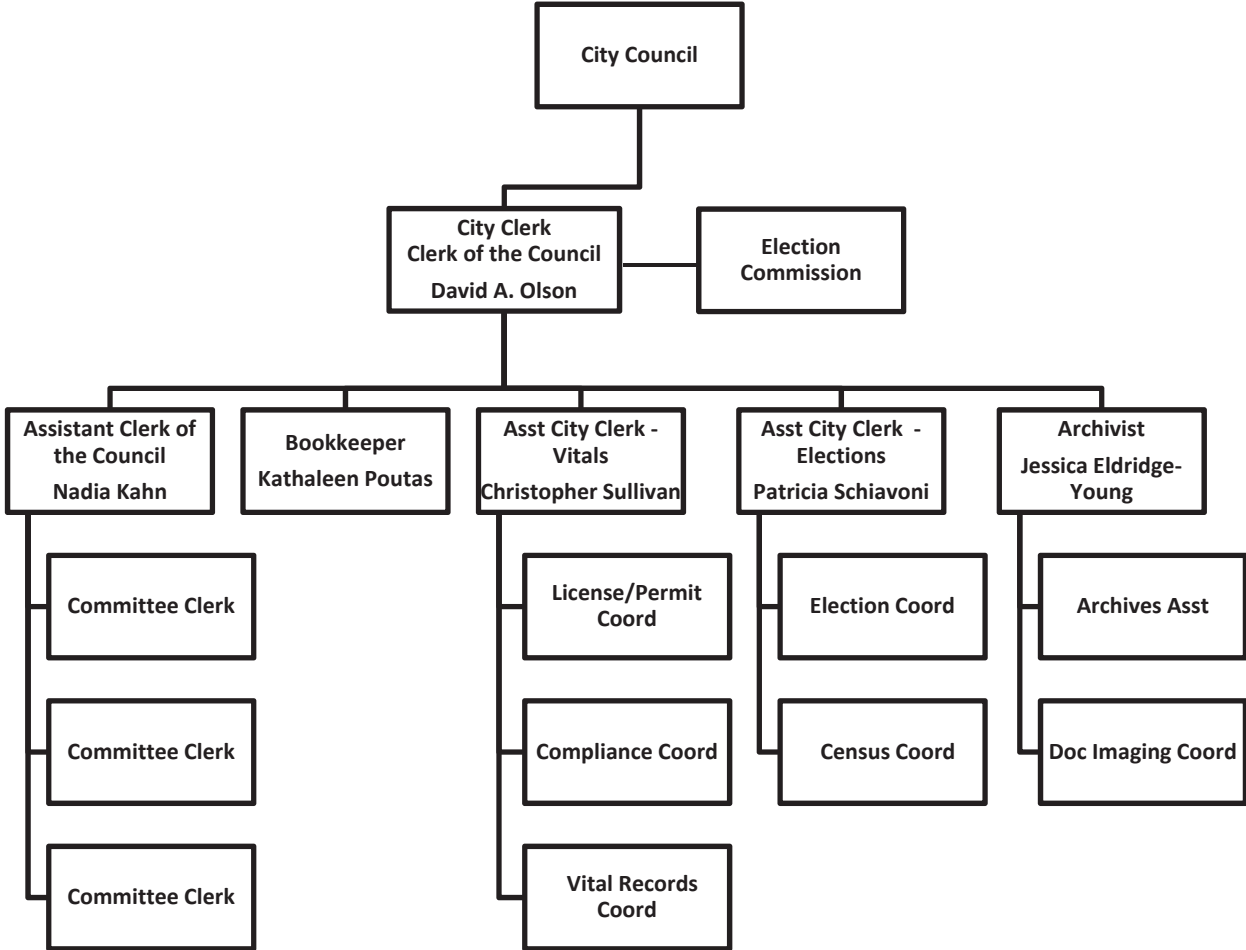 City Council
City Clerk
Clerk of the Council
David A. Olson
Election
Commission
Assistant Clerk of
the Council
Nadia Kahn
Bookkeeper
Kathaleen Poutas
Asst City Clerk -
Vitals
Christopher Sullivan
Asst City Clerk  -
Elections
Patricia Schiavoni
Archivist
Jessica Eldridge-
Young
Committee Clerk
License/Permit
Coord
Election Coord
Archives Asst
Committee Clerk
Compliance Coord
Census Coord
Doc Imaging Coord
Committee Clerk
Vital Records
Coord